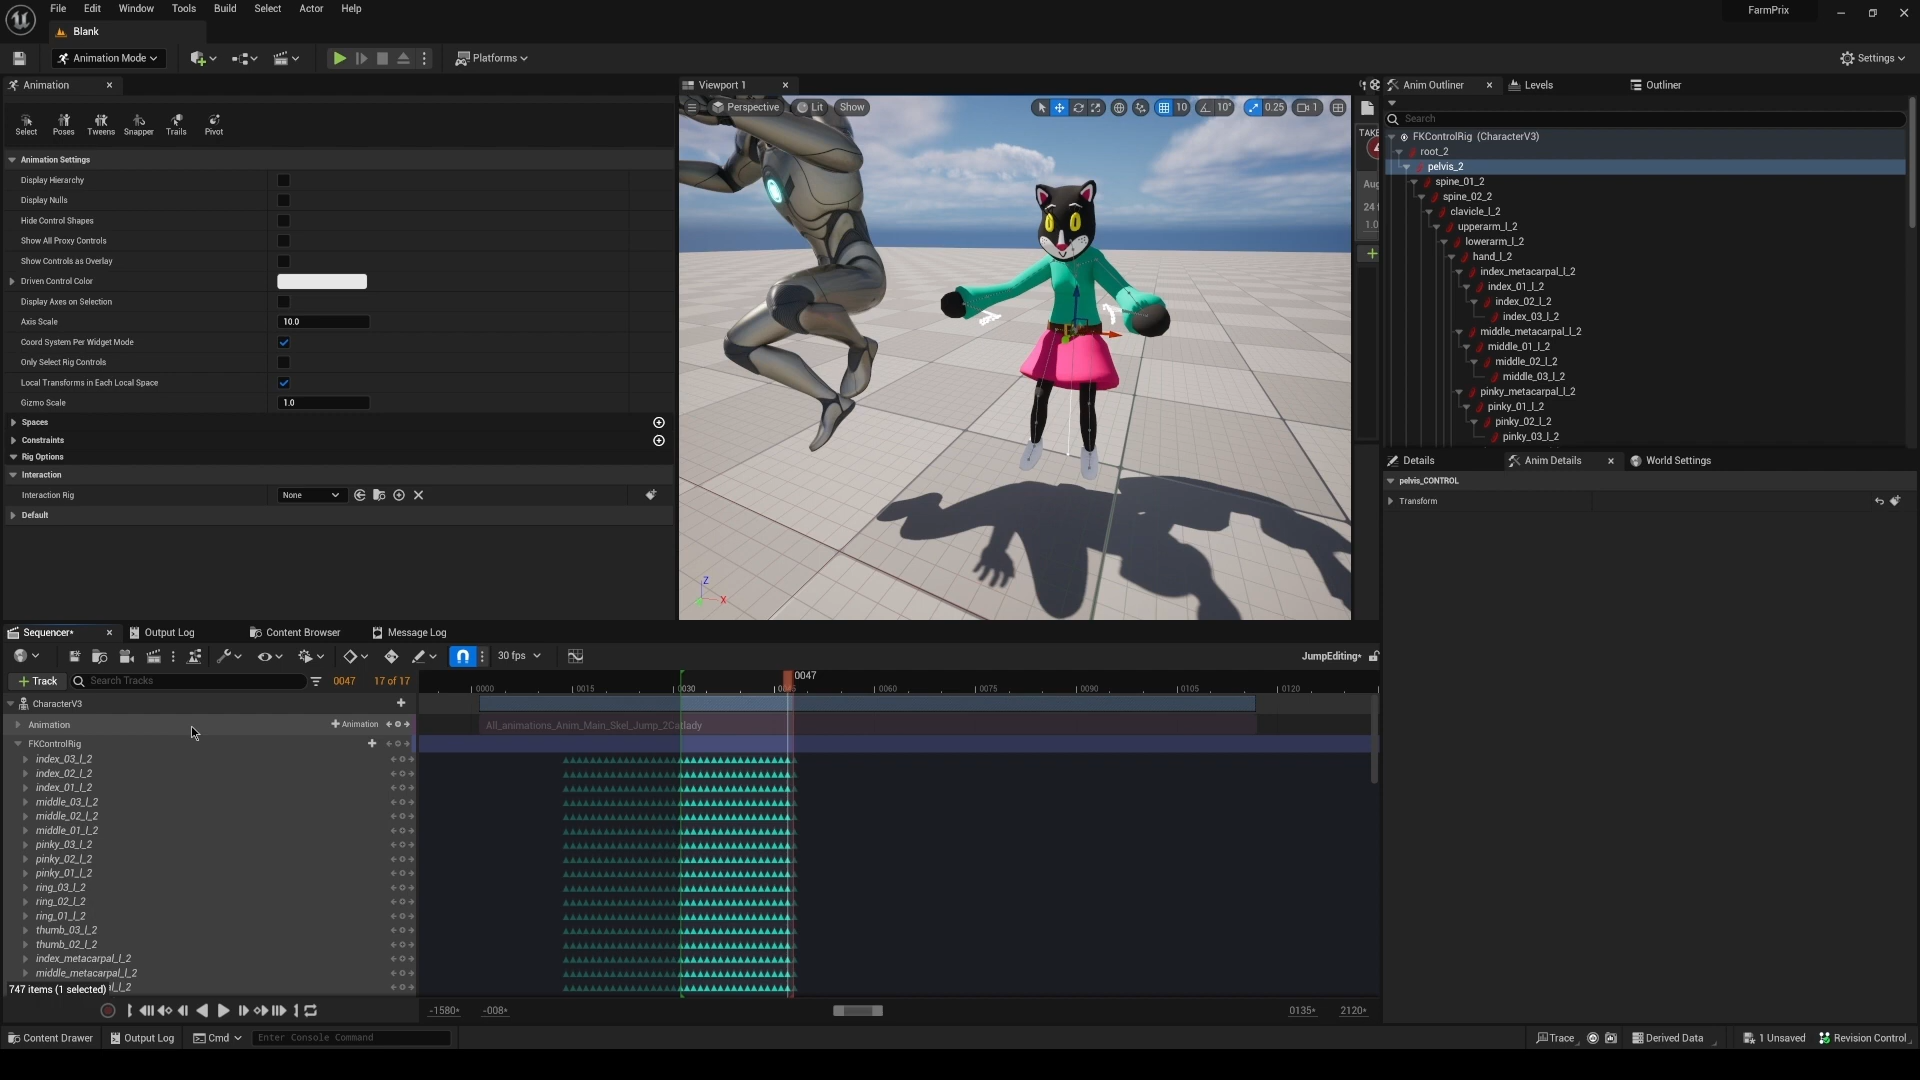 File Edit Window Tools Build Select Actor Help
FarmPrix
Blank
Animation Mode
Platforms
Settings
Animation
Select Poses Tweens Snapper Trails Pivot
Animation Settings
Display Hierarchy
Display Nulls
Hide Control Shapes
Show All Proxy Controls
Show Controls as Overlay
Driven Control Color
Display Axes on Selection
Axis Scale 10.0
Coord System Per Widget Mode
Only Select Rig Controls
Local Transforms in Each Local Space
Gizmo Scale 1.0
Spaces
Constraints
Rig Options
Interaction
Interaction Rig None
Default
Viewport 1
Perspective Lit Show 10 10° 0.25 1
Z
X
TAKE
Aug
24 f
1.0
Anim Outliner Levels Outliner
Search
FKControlRig (CharacterV3)
root_2
pelvis_2
spine_01_2
spine_02_2
clavicle_l_2
upperarm_l_2
lowerarm_l_2
hand_l_2
index_metacarpal_l_2
index_01_l_2
index_02_l_2
index_03_l_2
middle_metacarpal_l_2
middle_01_l_2
middle_02_l_2
middle_03_l_2
pinky_metacarpal_l_2
pinky_01_l_2
pinky_02_l_2
pinky_03_l_2
Details Anim Details World Settings
pelvis_CONTROL
Transform
Sequencer* Output Log Content Browser Message Log
30 fps
JumpEditing*
Track Search Tracks 0047 17 of 17
0047
0000 0015 0030 0045 0060 0075 0090 0105 0120
CharacterV3
Animation Animation
All_animations_Anim_Main_Skel_Jump_2Catlady
FKControlRig
index_03_l_2
index_02_l_2
index_01_l_2
middle_03_l_2
middle_02_l_2
middle_01_l_2
pinky_03_l_2
pinky_02_l_2
pinky_01_l_2
ring_03_l_2
ring_02_l_2
ring_01_l_2
thumb_03_l_2
thumb_02_l_2
index_metacarpal_l_2
middle_metacarpal_l_2
747 items (1 selected) al_l_2
-1580* -008* 0135* 2120*
Content Drawer Output Log Cmd Enter Console Command
Trace Derived Data 1 Unsaved Revision Control